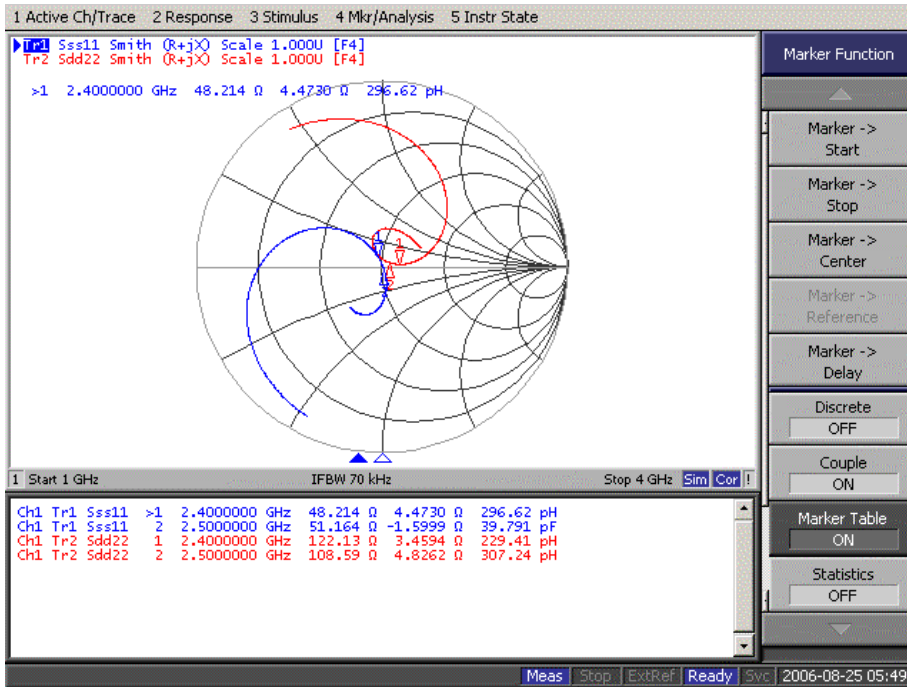 1 Active Ch/Trace 2 Response 3 Stimulus 4 Mkr/Analysis 5 Instr State
Tr1 Sss11 Smith (R+jX) Scale 1.000U [F4]
Tr2 Sdd22 Smith (R+jX) Scale 1.000U [F4]
>1 2.4000000 GHz 48.214 Ω 4.4730 Ω 296.62 pH
1
1
2
2
1 Start 1 GHz IFBW 70 kHz Stop 4 GHz Sim Cor !
Ch1 Tr1 Sss11 >1 2.4000000 GHz 48.214 Ω 4.4730 Ω 296.62 pH
Ch1 Tr1 Sss11 2 2.5000000 GHz 51.164 Ω -1.5999 Ω 39.791 pF
Ch1 Tr2 Sdd22 1 2.4000000 GHz 122.13 Ω 3.4594 Ω 229.41 pH
Ch1 Tr2 Sdd22 2 2.5000000 GHz 108.59 Ω 4.8262 Ω 307.24 pH
Marker Function
Marker ->
Start
Marker ->
Stop
Marker ->
Center
Marker ->
Reference
Marker ->
Delay
Discrete
OFF
Couple
ON
Marker Table
ON
Statistics
OFF
Meas Stop ExtRef Ready Svc 2006-08-25 05:49